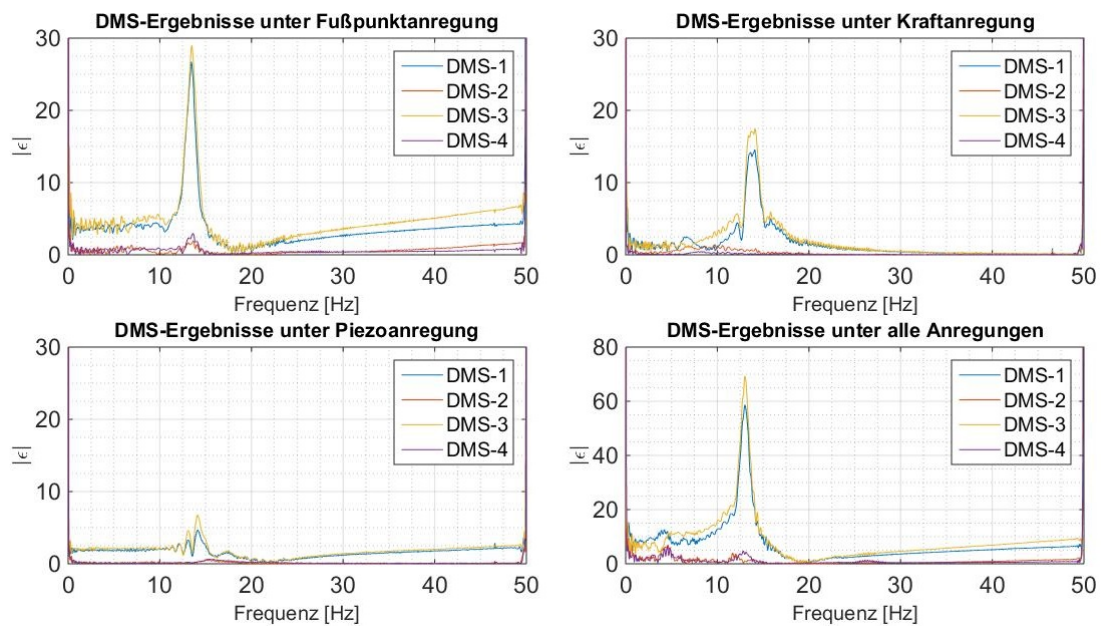 DMS-Ergebnisse unter Fußpunktanregung
30
20
10
0
|ϵ|
0 10 20 30 40 50
Frequenz [Hz]
DMS-1
DMS-2
DMS-3
DMS-4
DMS-Ergebnisse unter Kraftanregung
30
20
10
0
|ϵ|
0 10 20 30 40 50
Frequenz [Hz]
DMS-1
DMS-2
DMS-3
DMS-4
DMS-Ergebnisse unter Piezoanregung
30
20
10
0
|ϵ|
0 10 20 30 40 50
Frequenz [Hz]
DMS-1
DMS-2
DMS-3
DMS-4
DMS-Ergebnisse unter alle Anregungen
80
60
40
20
0
|ϵ|
0 10 20 30 40 50
Frequenz [Hz]
DMS-1
DMS-2
DMS-3
DMS-4